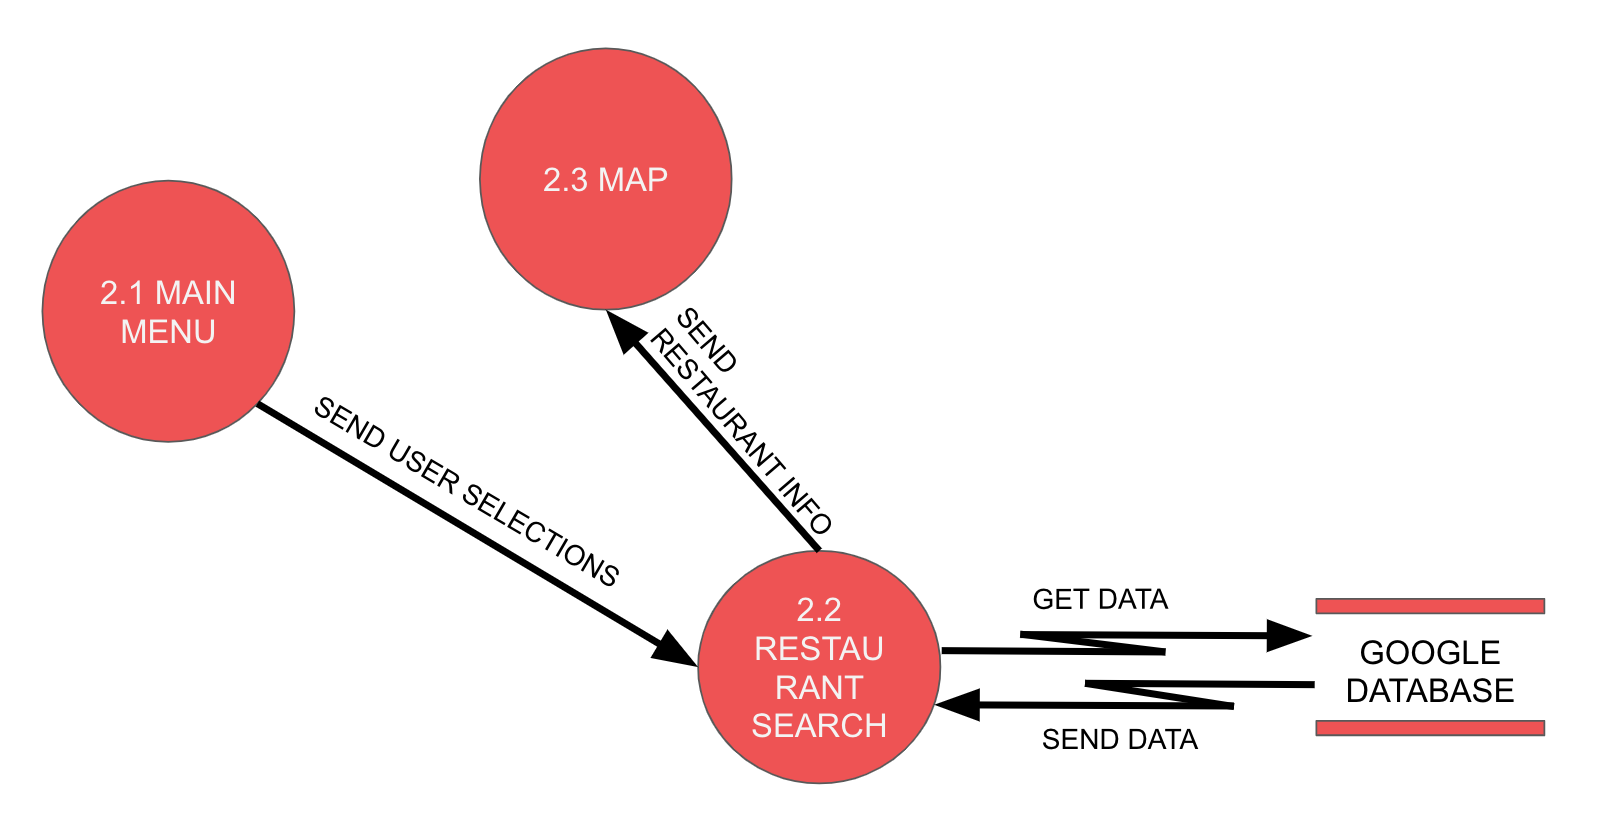 2.3 MAP
2.1 MAIN
MENU
SEND
RESTAURANT INFO
SEND USER SELECTIONS
2.2
RESTAU
RANT
SEARCH
GET DATA
GOOGLE
DATABASE
SEND DATA